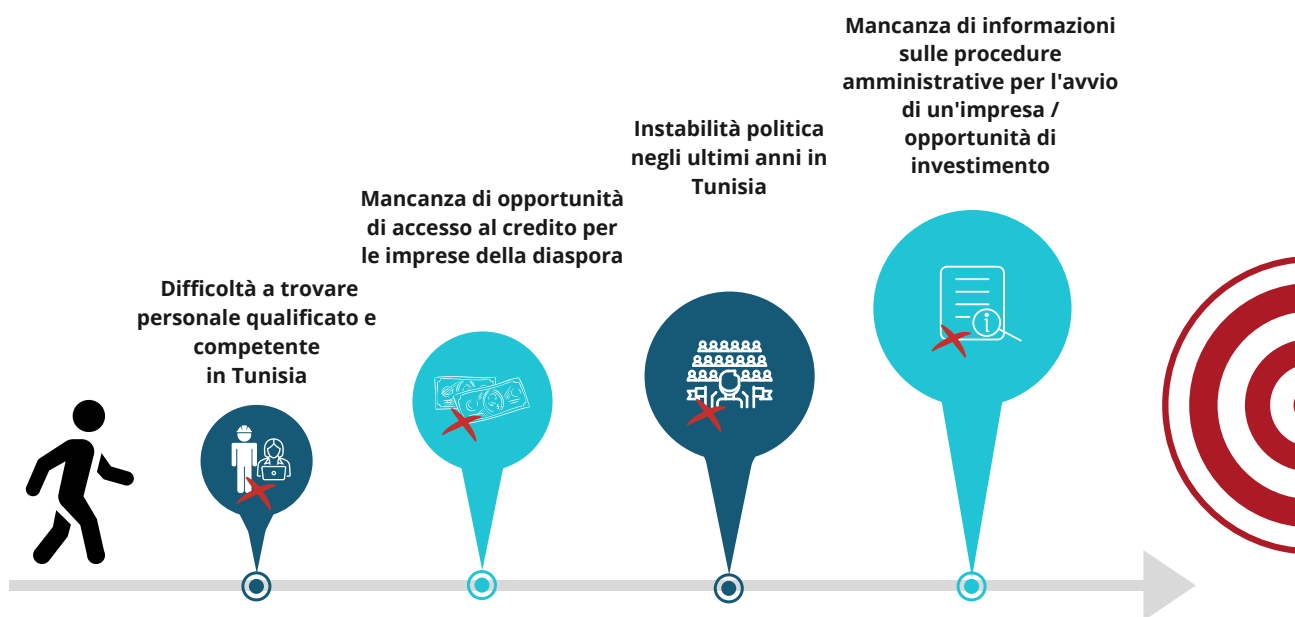 Difficoltà a trovare
personale qualificato e
competente
in Tunisia
Mancanza di opportunità
di accesso al credito per
le imprese della diaspora
Instabilità politica
negli ultimi anni in
Tunisia
Mancanza di informazioni
sulle procedure
amministrative per l'avvio
di un'impresa /
opportunità di
investimento